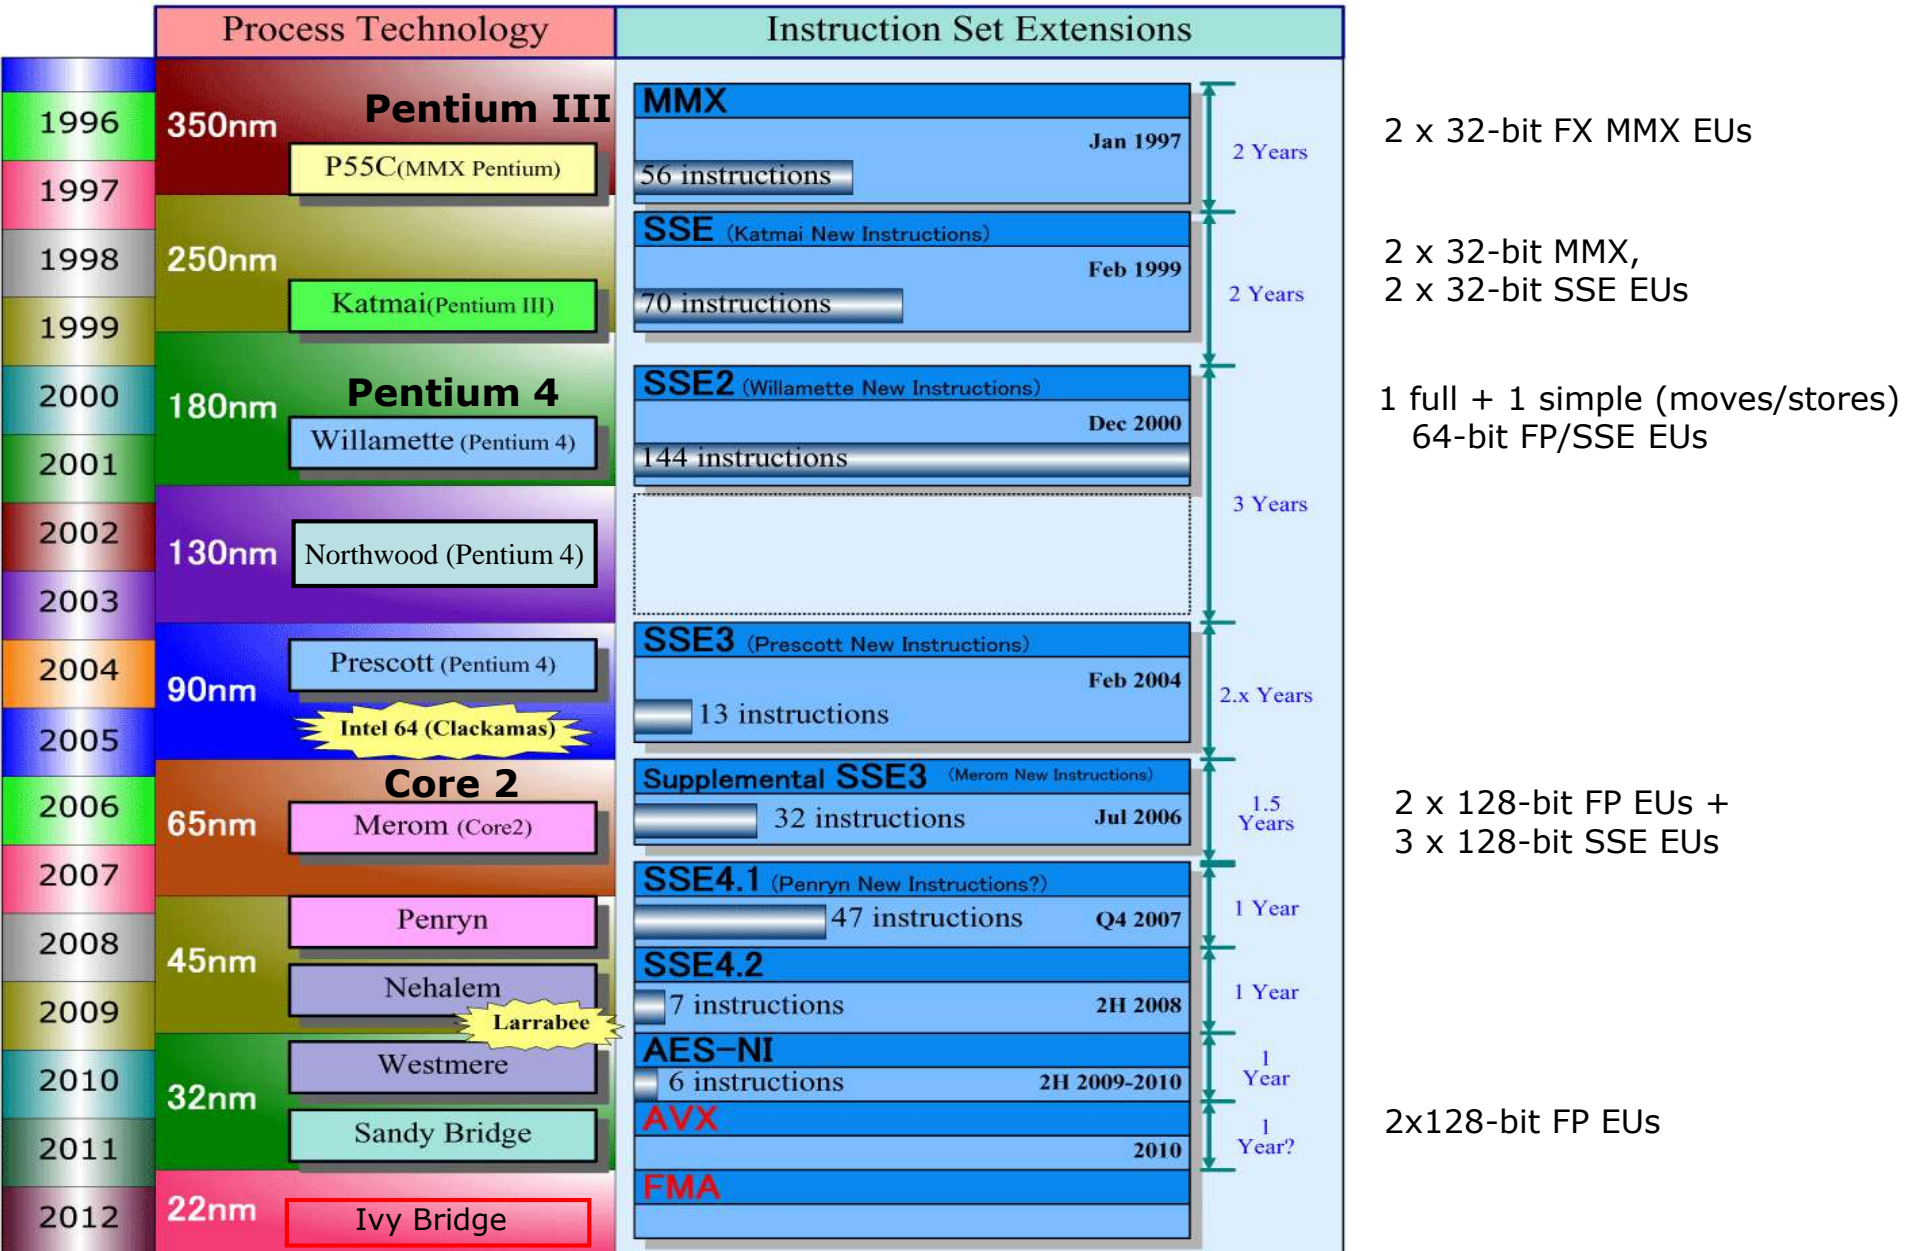 Process Technology
Instruction Set Extensions
1996
1997
1998
1999
2000
2001
2002
2003
2004
2005
2006
2007
2008
2009
2010
2011
2012
350nm
Pentium III
P55C(MMX Pentium)
250nm
Katmai(Pentium III)
180nm
Pentium 4
Willamette (Pentium 4)
130nm
Northwood (Pentium 4)
90nm
Prescott (Pentium 4)
Intel 64 (Clackamas)
65nm
Core 2
Merom (Core2)
45nm
Penryn
Nehalem
Larrabee
32nm
Westmere
Sandy Bridge
22nm
Ivy Bridge
MMX
Jan 1997
56 instructions
2 Years
SSE (Katmai New Instructions)
Feb 1999
70 instructions
2 Years
SSE2 (Willamette New Instructions)
Dec 2000
144 instructions
3 Years
SSE3 (Prescott New Instructions)
Feb 2004
13 instructions
2.x Years
Supplemental SSE3 (Merom New Instructions)
32 instructions
Jul 2006
1.5
Years
SSE4.1 (Penryn New Instructions?)
47 instructions
Q4 2007
1 Year
SSE4.2
7 instructions
2H 2008
1 Year
AES-NI
6 instructions
2H 2009-2010
1
Year
AVX
2010
1
Year?
FMA
2 x 32-bit FX MMX EUs
2 x 32-bit MMX,
2 x 32-bit SSE EUs
1 full + 1 simple (moves/stores)
64-bit FP/SSE EUs
2 x 128-bit FP EUs +
3 x 128-bit SSE EUs
2x128-bit FP EUs